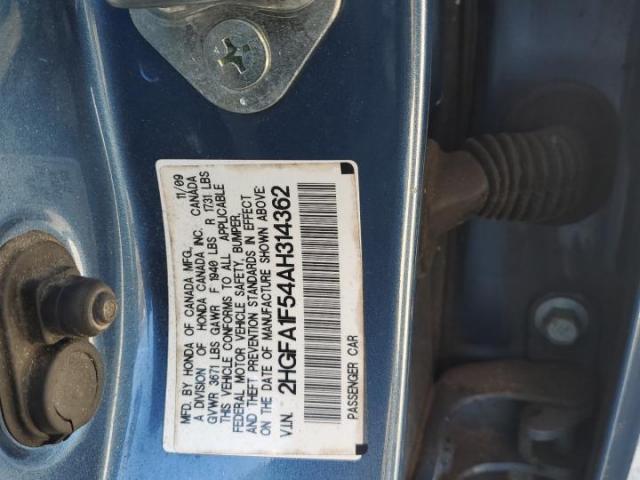 MFD. BY HONDA OF CANADA MFG. 11/09
A DIVISION OF HONDA CANADA INC. CANADA
GVWR 3671 LBS GAWR F 1940 LBS R 1731 LBS
THIS VEHICLE CONFORMS TO ALL APPLICABLE
FEDERAL MOTOR VEHICLE SAFETY, BUMPER,
AND THEFT PREVENTION STANDARDS IN EFFECT
ON THE DATE OF MANUFACTURE SHOWN ABOVE:
V.I.N. 2HGFA1F54AH314362
PASSENGER CAR